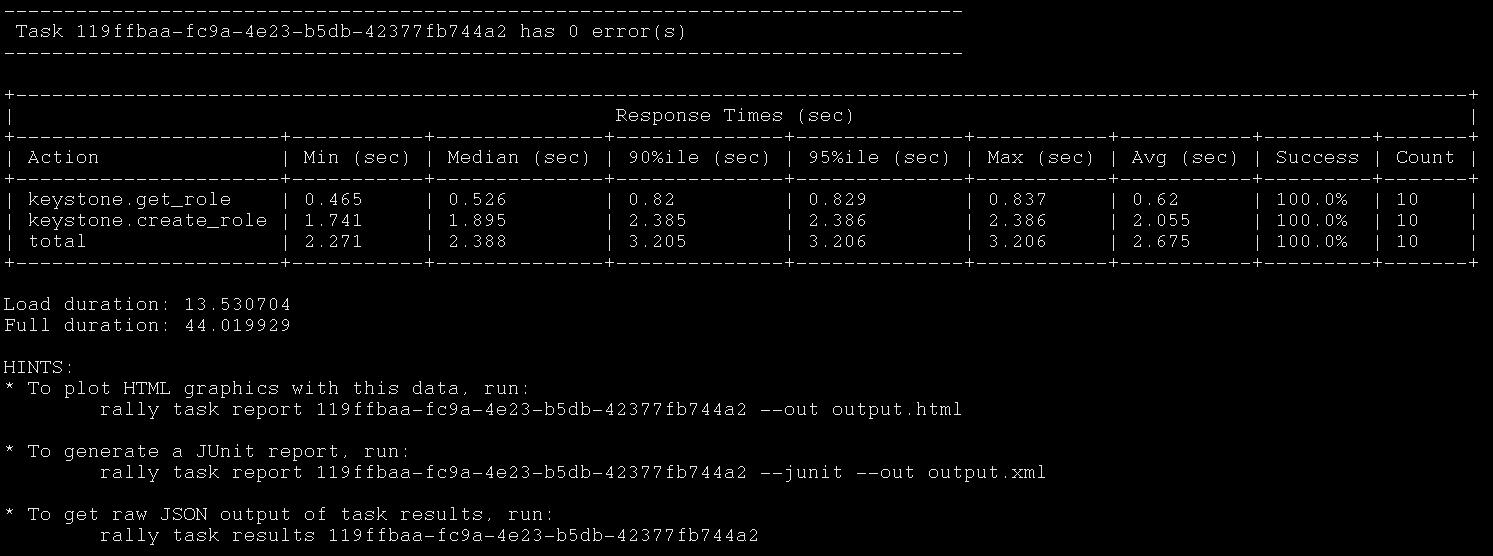 --------------------------------------------------------------------------------
 Task 119ffbaa-fc9a-4e23-b5db-42377fb744a2 has 0 error(s)
--------------------------------------------------------------------------------

+-------------------------------------------------------------------------------------------------------------------------+
|                                                  Response Times (sec)                                                   |
+----------------------+-----------+--------------+--------------+--------------+-----------+-----------+---------+-------+
| Action               | Min (sec) | Median (sec) | 90%ile (sec) | 95%ile (sec) | Max (sec) | Avg (sec) | Success | Count |
+----------------------+-----------+--------------+--------------+--------------+-----------+-----------+---------+-------+
| keystone.get_role    | 0.465     | 0.526        | 0.82         | 0.829        | 0.837     | 0.62      | 100.0%  | 10    |
| keystone.create_role | 1.741     | 1.895        | 2.385        | 2.386        | 2.386     | 2.055     | 100.0%  | 10    |
| total                | 2.271     | 2.388        | 3.205        | 3.206        | 3.206     | 2.675     | 100.0%  | 10    |
+----------------------+-----------+--------------+--------------+--------------+-----------+-----------+---------+-------+

Load duration: 13.530704
Full duration: 44.019929

HINTS:
* To plot HTML graphics with this data, run:
        rally task report 119ffbaa-fc9a-4e23-b5db-42377fb744a2 --out output.html

* To generate a JUnit report, run:
        rally task report 119ffbaa-fc9a-4e23-b5db-42377fb744a2 --junit --out output.xml

* To get raw JSON output of task results, run:
        rally task results 119ffbaa-fc9a-4e23-b5db-42377fb744a2